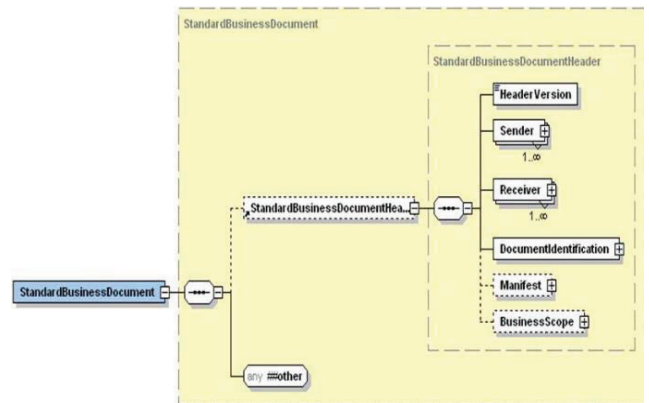 StandardBusinessDocument
StandardBusinessDocumentHeader
HeaderVersion
Sender
1..∞
Receiver
1..∞
StandardBusinessDocumentHea...
DocumentIdentification
Manifest
BusinessScope
StandardBusinessDocument
any ##other